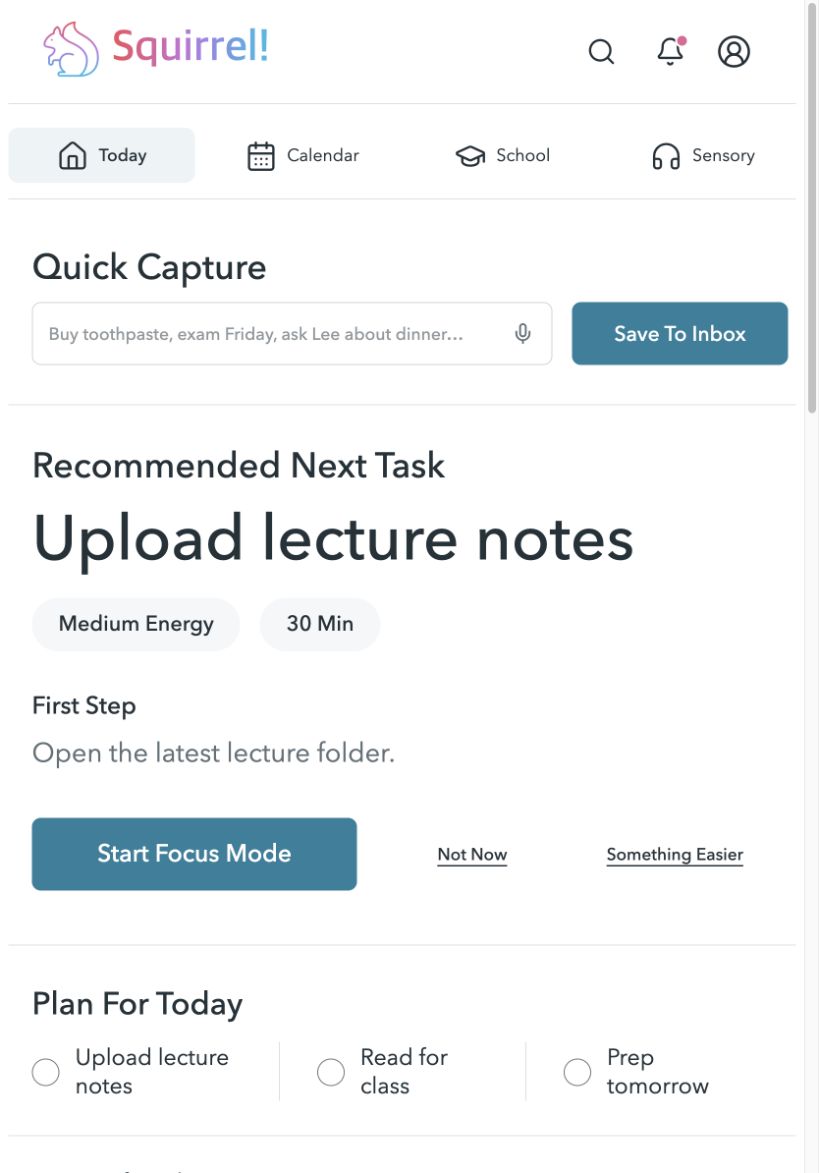 Squirrel!
Today
Calendar
School
Sensory
Quick Capture
Buy toothpaste, exam Friday, ask Lee about dinner...
Save To Inbox
Recommended Next Task
Upload lecture notes
Medium Energy
30 Min
First Step
Open the latest lecture folder.
Start Focus Mode
Not Now
Something Easier
Plan For Today
Upload lecture
notes
Read for
class
Prep
tomorrow